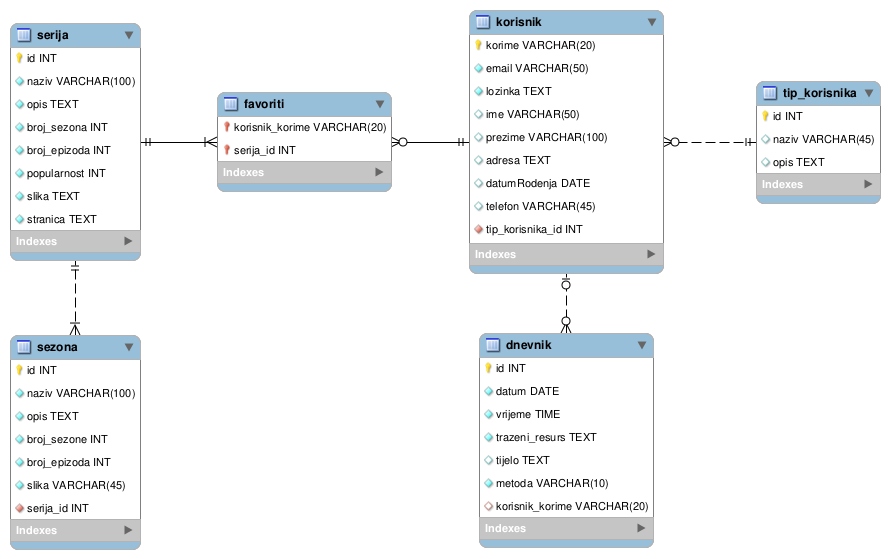 serija
id INT
naziv VARCHAR(100)
opis TEXT
broj_sezona INT
broj_epizoda INT
popularnost INT
slika TEXT
stranica TEXT
Indexes
favoriti
korisnik_korime VARCHAR(20)
serija_id INT
Indexes
korisnik
korime VARCHAR(20)
email VARCHAR(50)
lozinka TEXT
ime VARCHAR(50)
prezime VARCHAR(100)
adresa TEXT
datumRodenja DATE
telefon VARCHAR(45)
tip_korisnika_id INT
Indexes
tip_korisnika
id INT
naziv VARCHAR(45)
opis TEXT
Indexes
sezona
id INT
naziv VARCHAR(100)
opis TEXT
broj_sezone INT
broj_epizoda INT
slika VARCHAR(45)
serija_id INT
Indexes
dnevnik
id INT
datum DATE
vrijeme TIME
trazeni_resurs TEXT
tijelo TEXT
metoda VARCHAR(10)
korisnik_korime VARCHAR(20)
Indexes